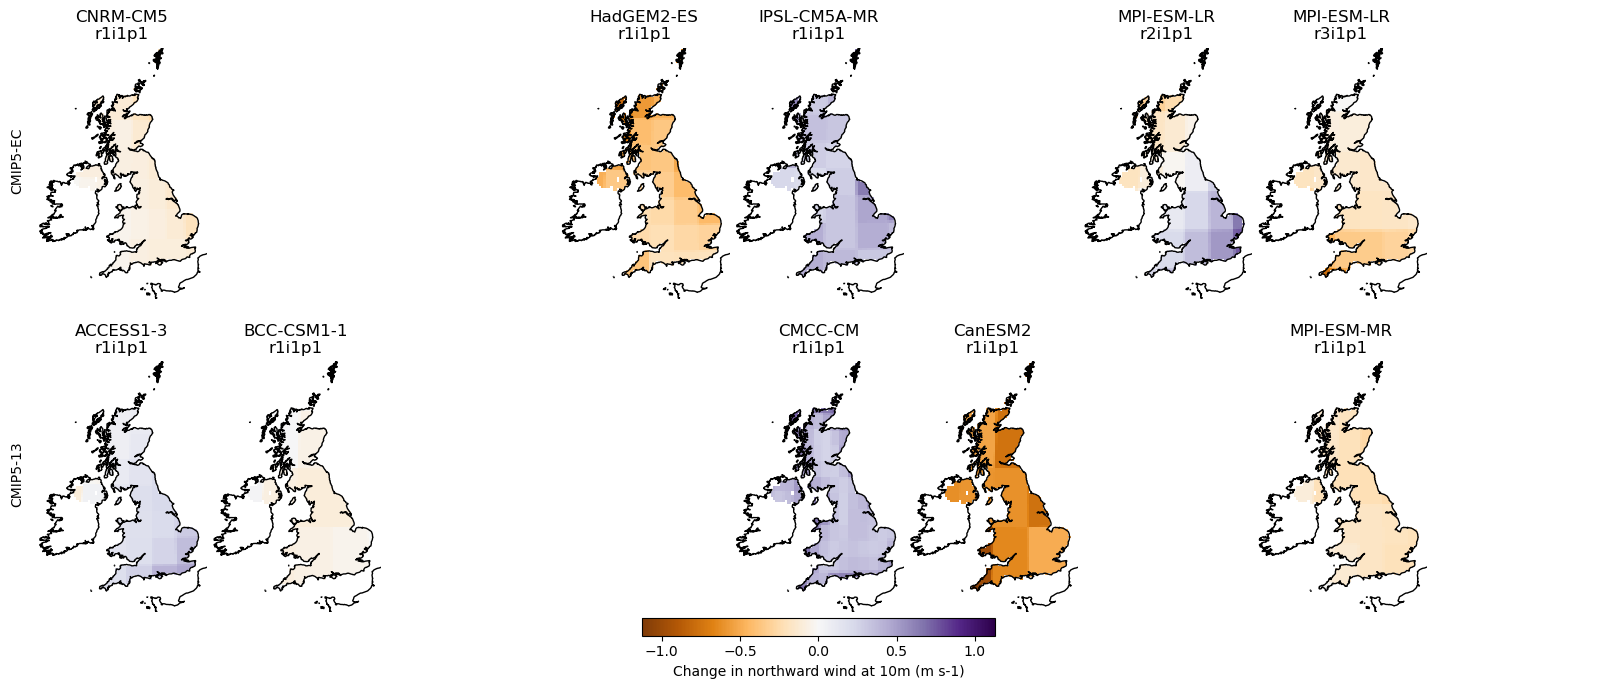 CNRM-CM5
r1i1p1
HadGEM2-ES
r1i1p1
IPSL-CM5A-MR
r1i1p1
MPI-ESM-LR
r2i1p1
MPI-ESM-LR
r3i1p1
CMIP5-EC
ACCESS1-3
r1i1p1
BCC-CSM1-1
r1i1p1
CMCC-CM
r1i1p1
CanESM2
r1i1p1
MPI-ESM-MR
r1i1p1
CMIP5-13
−1.0 −0.5 0.0 0.5 1.0
Change in northward wind at 10m (m s-1)